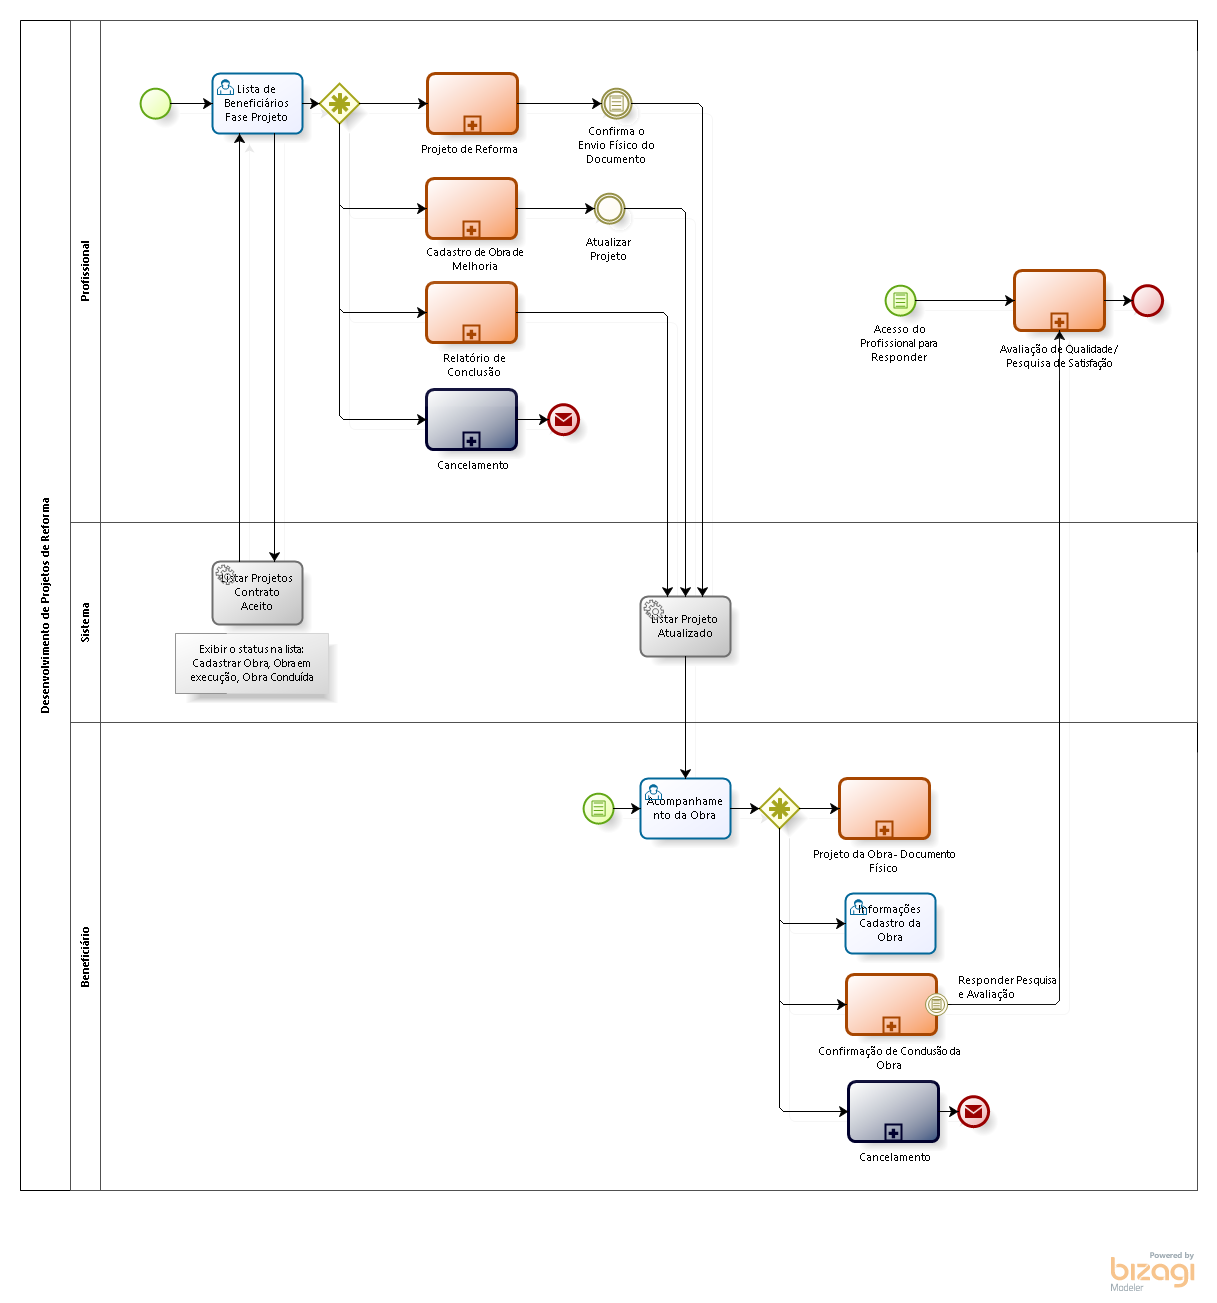 Desenvolvimento de Projetos de Reforma
Profissional
Lista de
Beneficiários
Fase Projeto
Projeto de Reforma
Confirma o
Envio Físico do
Documento
Cadastro de Obra de
Melhoria
Atualizar
Projeto
Relatório de
Conclusão
Cancelamento
Acesso do
Profissional para
Responder
Avaliação de Qualidade/
Pesquisa de Satisfação
Sistema
Listar Projetos
Contrato
Aceito
Exibir o status na lista:
Cadastrar Obra, Obra em
execução, Obra Concluída
Listar Projeto
Atualizado
Beneficiário
Acompanhame
nto da Obra
Projeto da Obra - Documento
Físico
Informações
Cadastro da
Obra
Responder Pesquisa
e Avaliação
Confirmação de Conclusão da
Obra
Cancelamento
Powered by
bizagi
Modeler